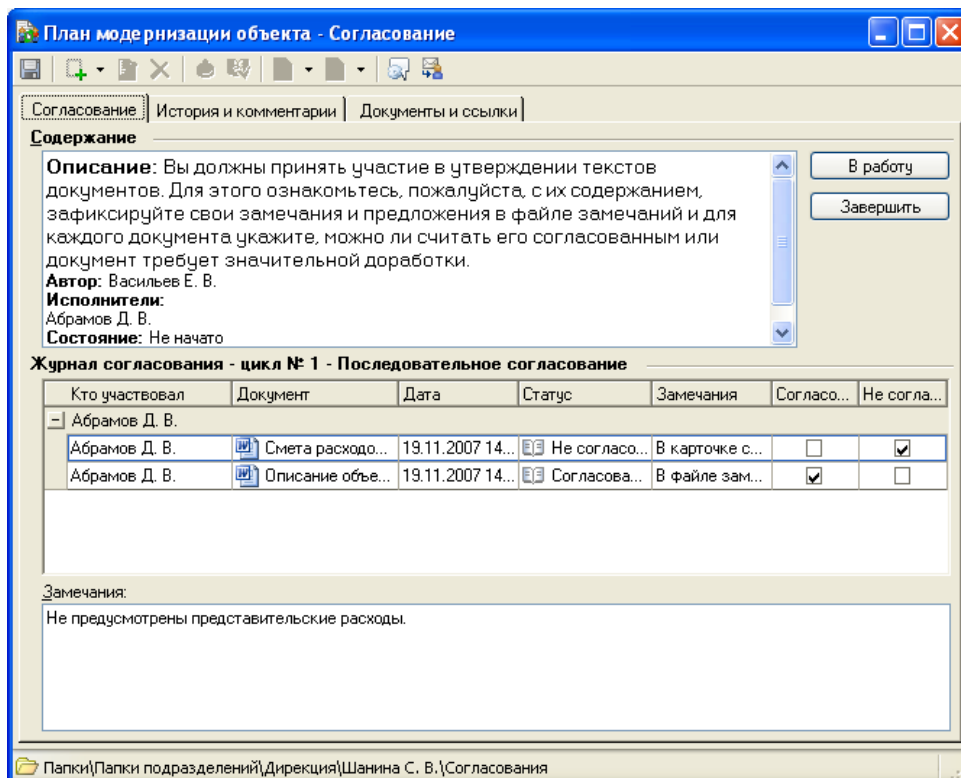 План модернизации объекта - Согласование
Согласование История и комментарии Документы и ссылки
Содержание
Описание: Вы должны принять участие в утверждении текстов
документов. Для этого ознакомьтесь, пожалуйста, с их содержанием,
зафиксируйте свои замечания и предложения в файле замечаний и для
каждого документа укажите, можно ли считать его согласованным или
документ требует значительной доработки.
Автор: Васильев Е. В.
Исполнители:
Абрамов Д. В.
Состояние: Не начато
В работу
Завершить
Журнал согласования - цикл № 1 - Последовательное согласование
Кто участвовал Документ Дата Статус Замечания Согласо... Не согла...
Абрамов Д. В.
Абрамов Д. В. Смета расходо... 19.11.2007 14... Не согласо... В карточке с...
Абрамов Д. В. Описание объе... 19.11.2007 14... Согласова... В файле зам...
Замечания:
Не предусмотрены представительские расходы.
Папки\Папки подразделений\Дирекция\Шанина С. В.\Согласования